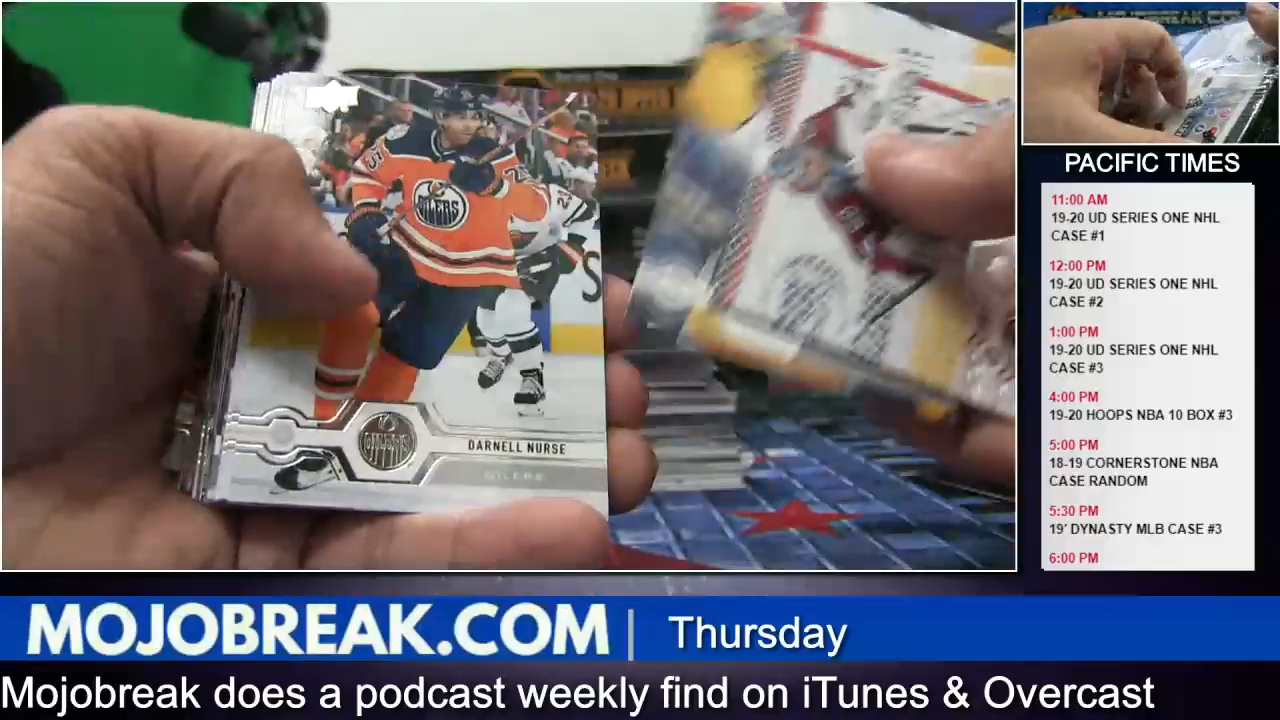 OILERS
25
OILERS
DARNELL NURSE
OILERS
PACIFIC TIMES
11:00 AM
19-20 UD SERIES ONE NHL
CASE #1
12:00 PM
19-20 UD SERIES ONE NHL
CASE #2
1:00 PM
19-20 UD SERIES ONE NHL
CASE #3
4:00 PM
19-20 HOOPS NBA 10 BOX #3
5:00 PM
18-19 CORNERSTONE NBA
CASE RANDOM
5:30 PM
19' DYNASTY MLB CASE #3
6:00 PM
MOJOBREAK.COM | Thursday
Mojobreak does a podcast weekly find on iTunes & Overcast